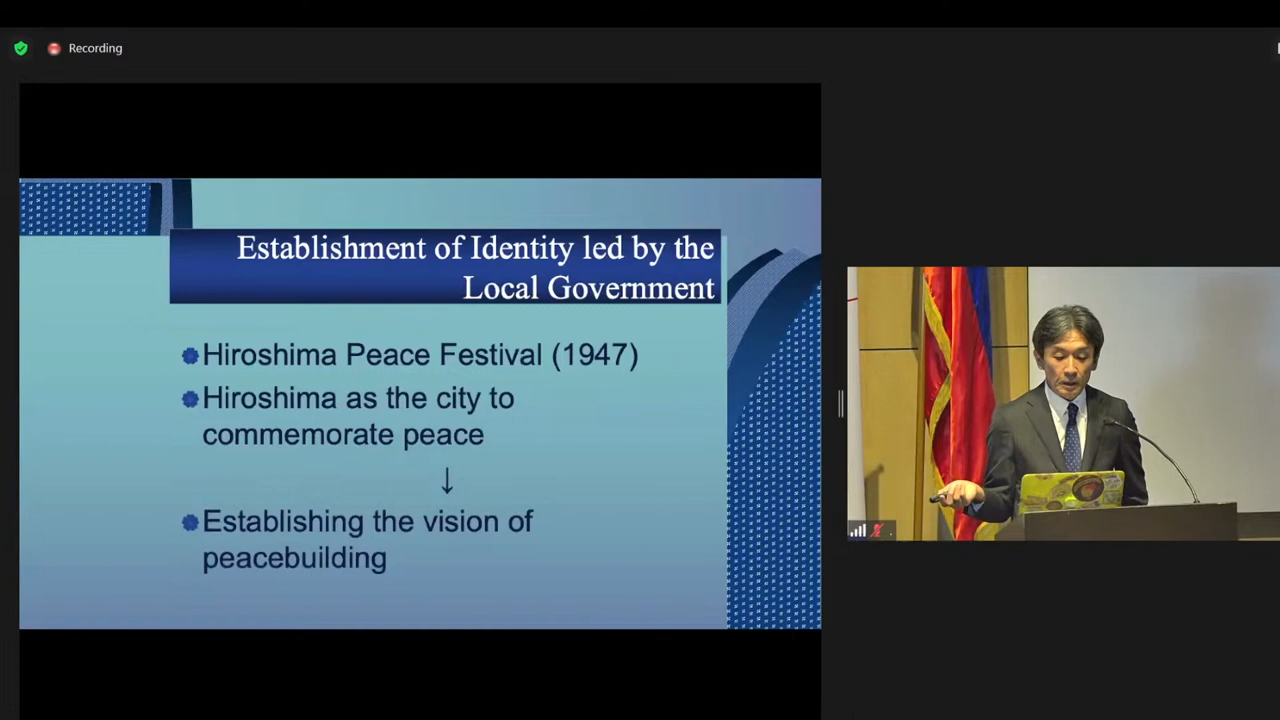 Recording
Establishment of Identity led by the
Local Government
Hiroshima Peace Festival (1947)
Hiroshima as the city to
commemorate peace
↓
Establishing the vision of
peacebuilding